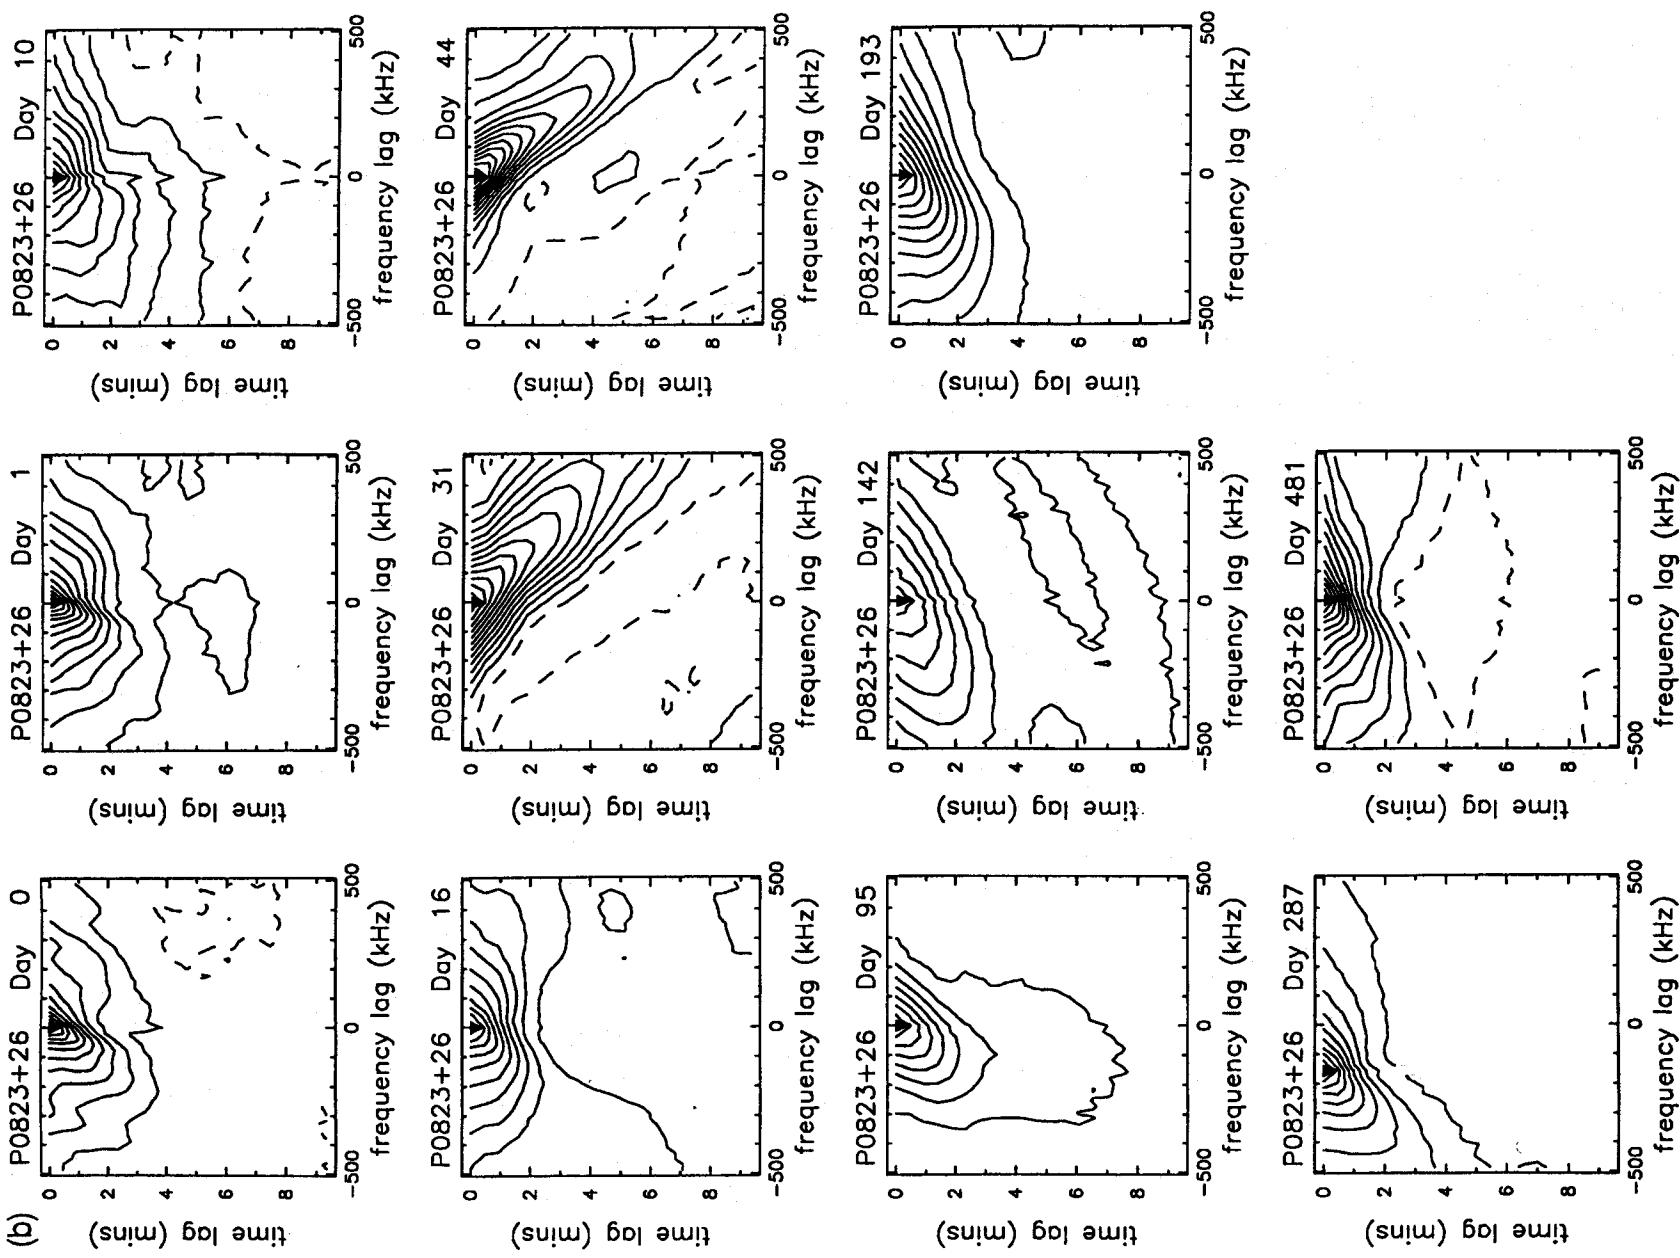 (b)
P0823+26 Day 0
time lag (mins)
0
2
4
6
8
-500 0 500
frequency lag (kHz)
P0823+26 Day 1
time lag (mins)
0
2
4
6
8
-500 0 500
frequency lag (kHz)
P0823+26 Day 10
time lag (mins)
0
2
4
6
8
-500 0 500
frequency lag (kHz)
P0823+26 Day 16
time lag (mins)
0
2
4
6
8
-500 0 500
frequency lag (kHz)
P0823+26 Day 31
time lag (mins)
0
2
4
6
8
-500 0 500
frequency lag (kHz)
P0823+26 Day 44
time lag (mins)
0
2
4
6
8
-500 0 500
frequency lag (kHz)
P0823+26 Day 95
time lag (mins)
0
2
4
6
8
-500 0 500
frequency lag (kHz)
P0823+26 Day 142
time lag (mins)
0
2
4
6
8
-500 0 500
frequency lag (kHz)
P0823+26 Day 193
time lag (mins)
0
2
4
6
8
-500 0 500
frequency lag (kHz)
P0823+26 Day 287
time lag (mins)
0
2
4
6
8
-500 0 500
frequency lag (kHz)
P0823+26 Day 481
time lag (mins)
0
2
4
6
8
-500 0 500
frequency lag (kHz)